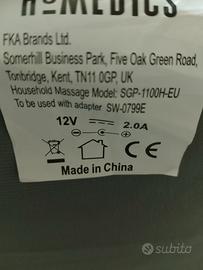 HOMEDICS
FKA Brands Ltd.
Somerhill Business Park, Five Oak Green Road,
Tonbridge, Kent, TN11 0GP, UK
Household Massage Model: SGP-1100H-EU
To be used with adapter SW-0799E
12V 2.0A
CE
Made in China
subito